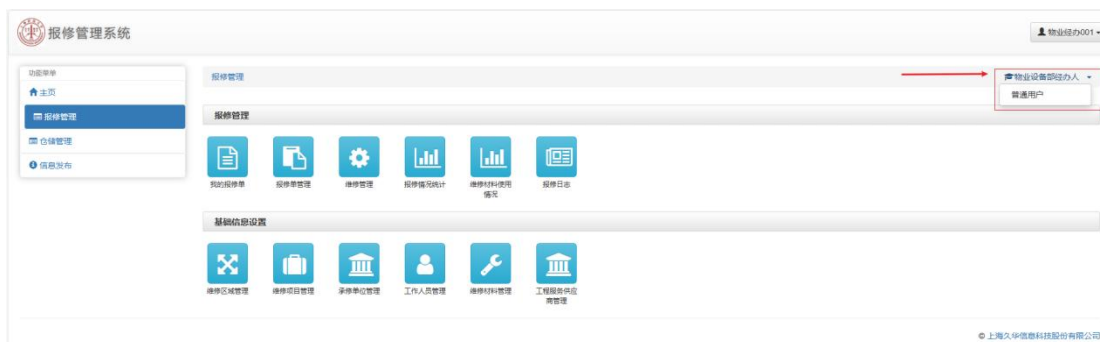 报修管理系统
物业经办001
功能菜单
主页
报修管理
仓储管理
信息发布
报修管理
物业设备部经办人
普通用户
报修管理
我的报修单
报修单管理
维修管理
报修情况统计
维修材料使用
情况
报修日志
基础信息设置
维修区域管理
维修项目管理
承修单位管理
工作人员管理
维修材料管理
工程服务供应
商管理
© 上海久华信息科技股份有限公司